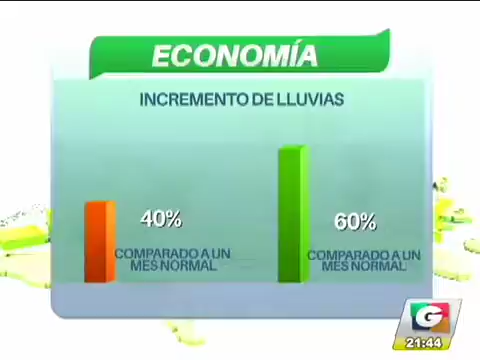 ECONOMÍA
INCREMENTO DE LLUVIAS
40%
COMPARADO A UN
MES NORMAL
60%
COMPARADO A UN
MES NORMAL
G
21:44